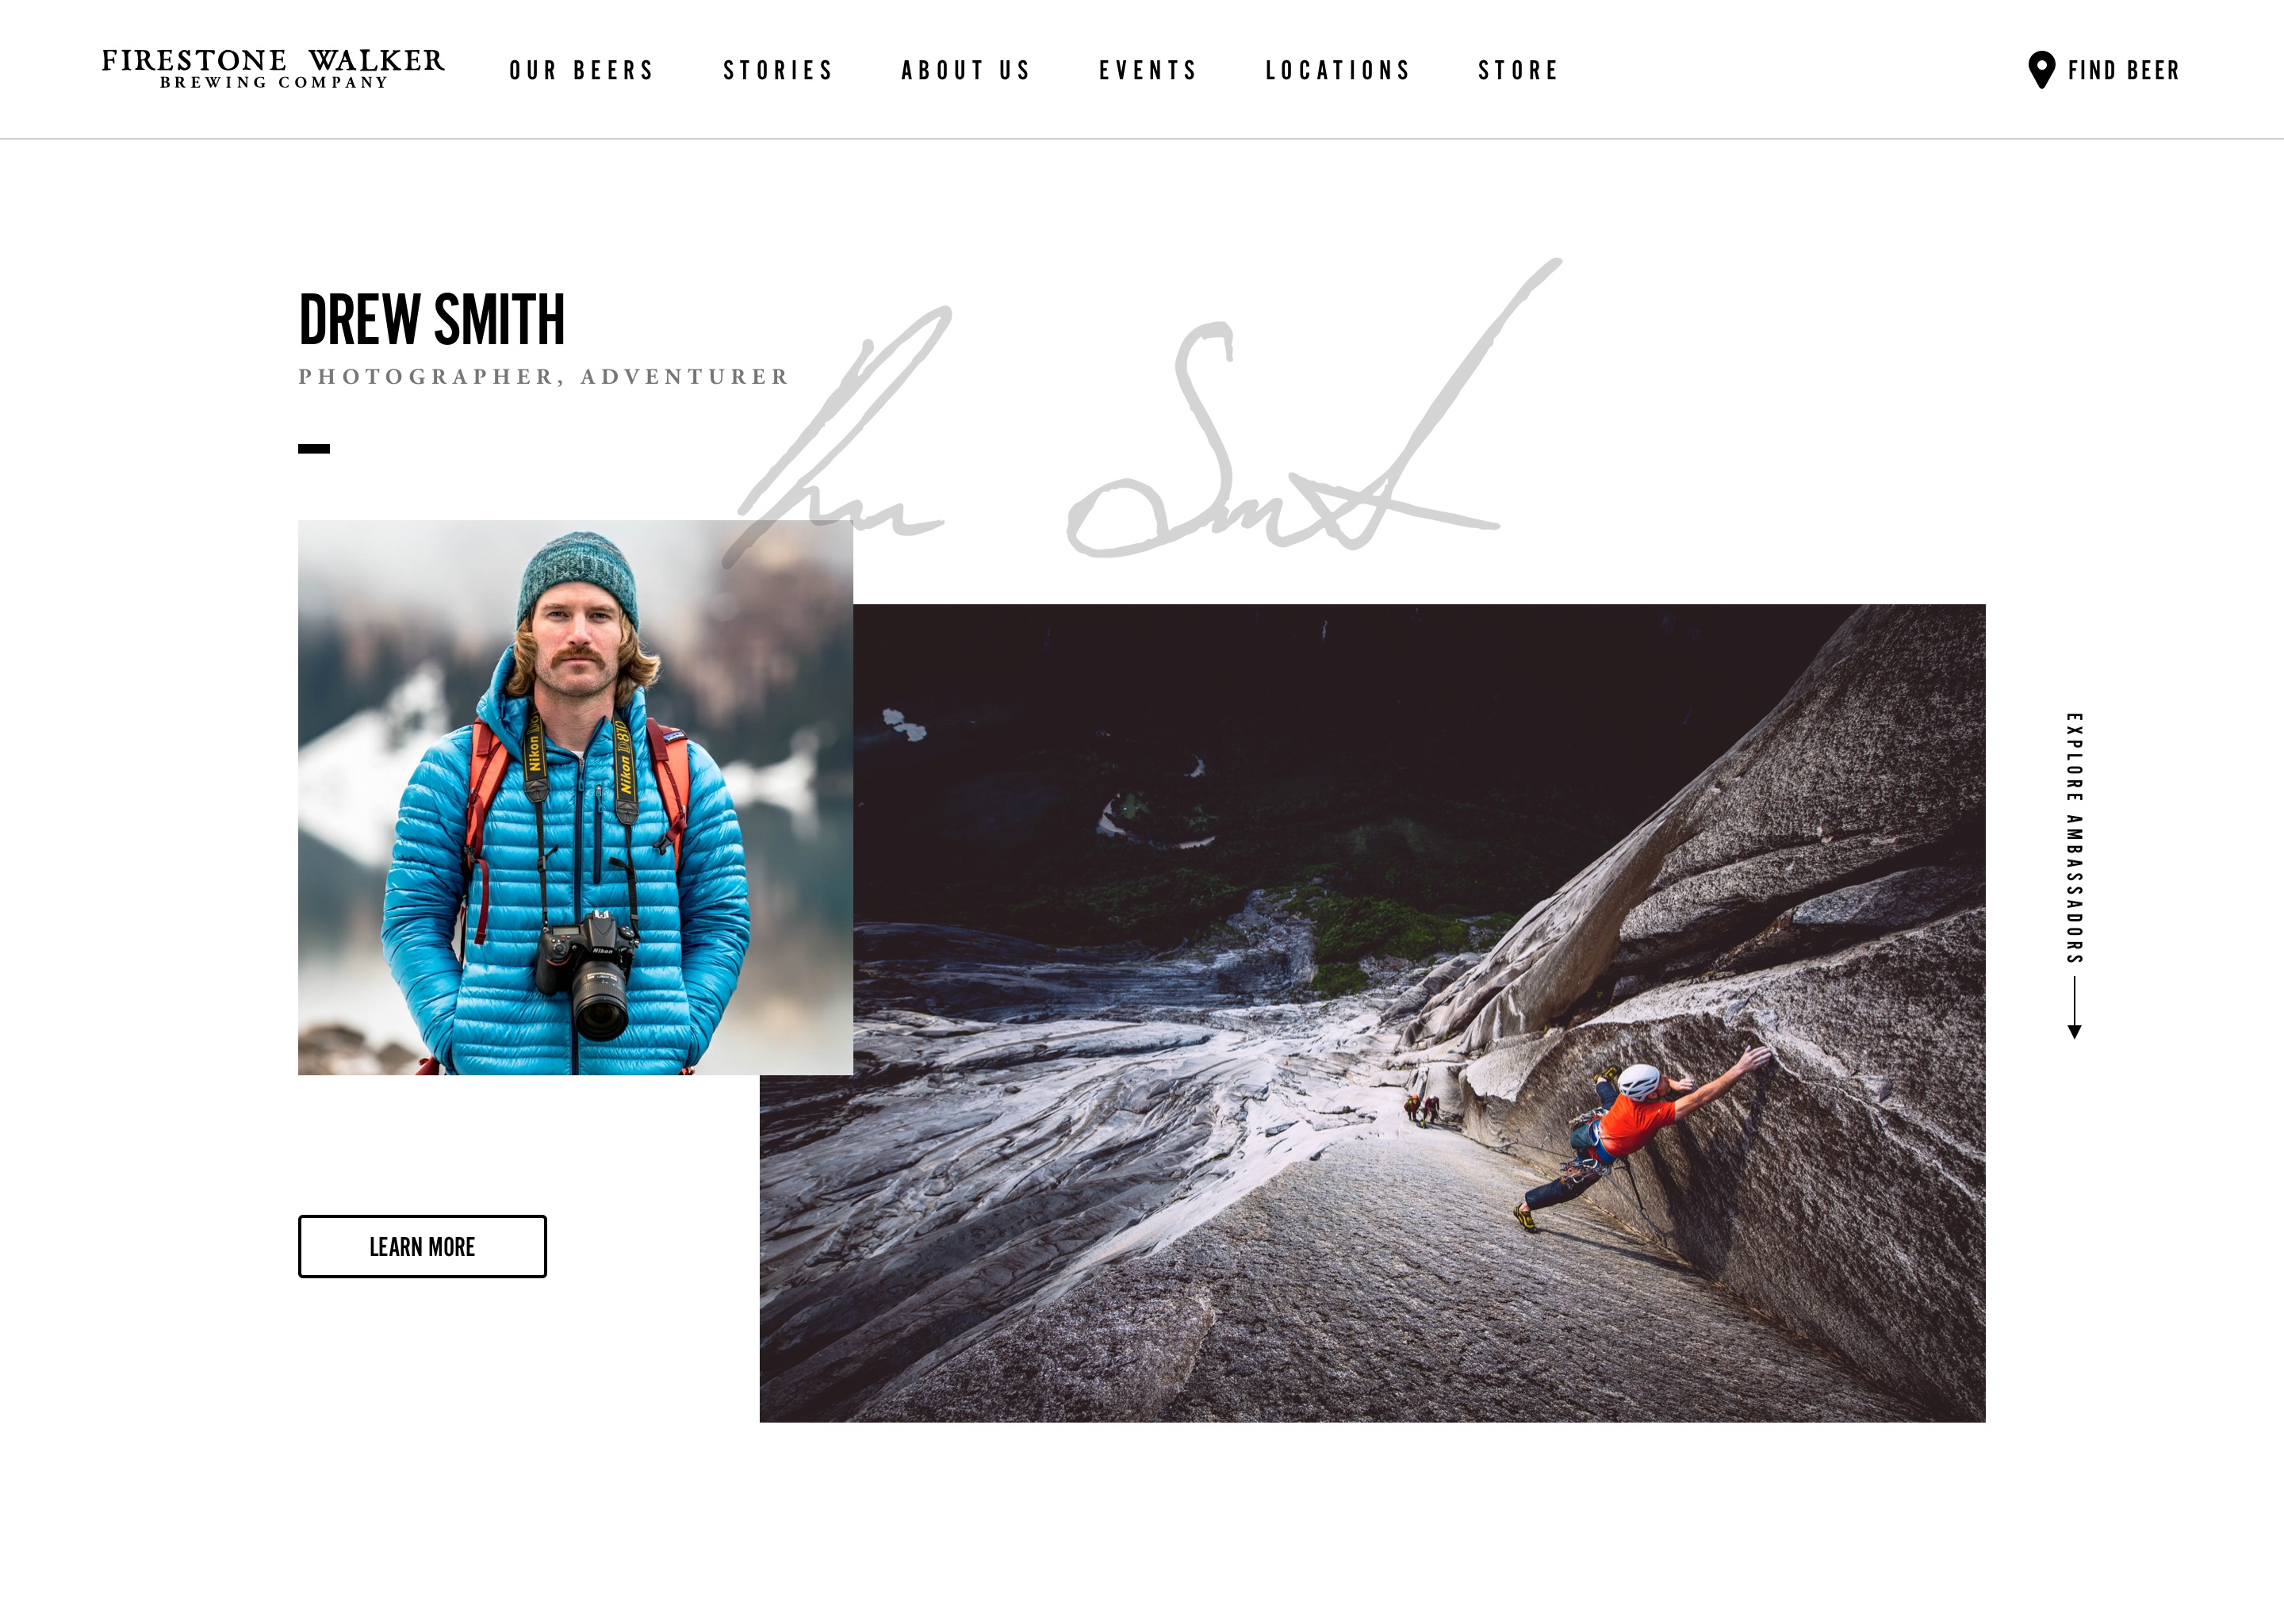 FIRESTONE WALKER
BREWING COMPANY
OUR BEERS
STORIES
ABOUT US
EVENTS
LOCATIONS
STORE
FIND BEER
DREW SMITH
PHOTOGRAPHER, ADVENTURER
Nikon
Nikon D810
Nikon
EXPLORE AMBASSADORS
LEARN MORE